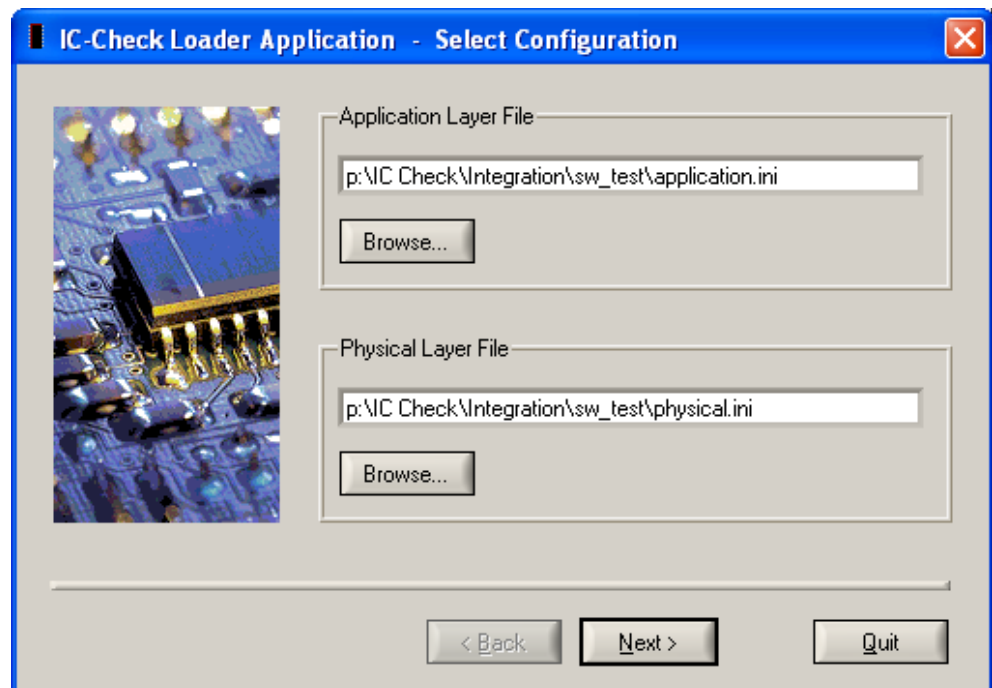 IC-Check Loader Application - Select Configuration
Application Layer File
p:\IC Check\Integration\sw_test\application.ini
Browse...
Physical Layer File
p:\IC Check\Integration\sw_test\physical.ini
Browse...
< Back
Next >
Quit